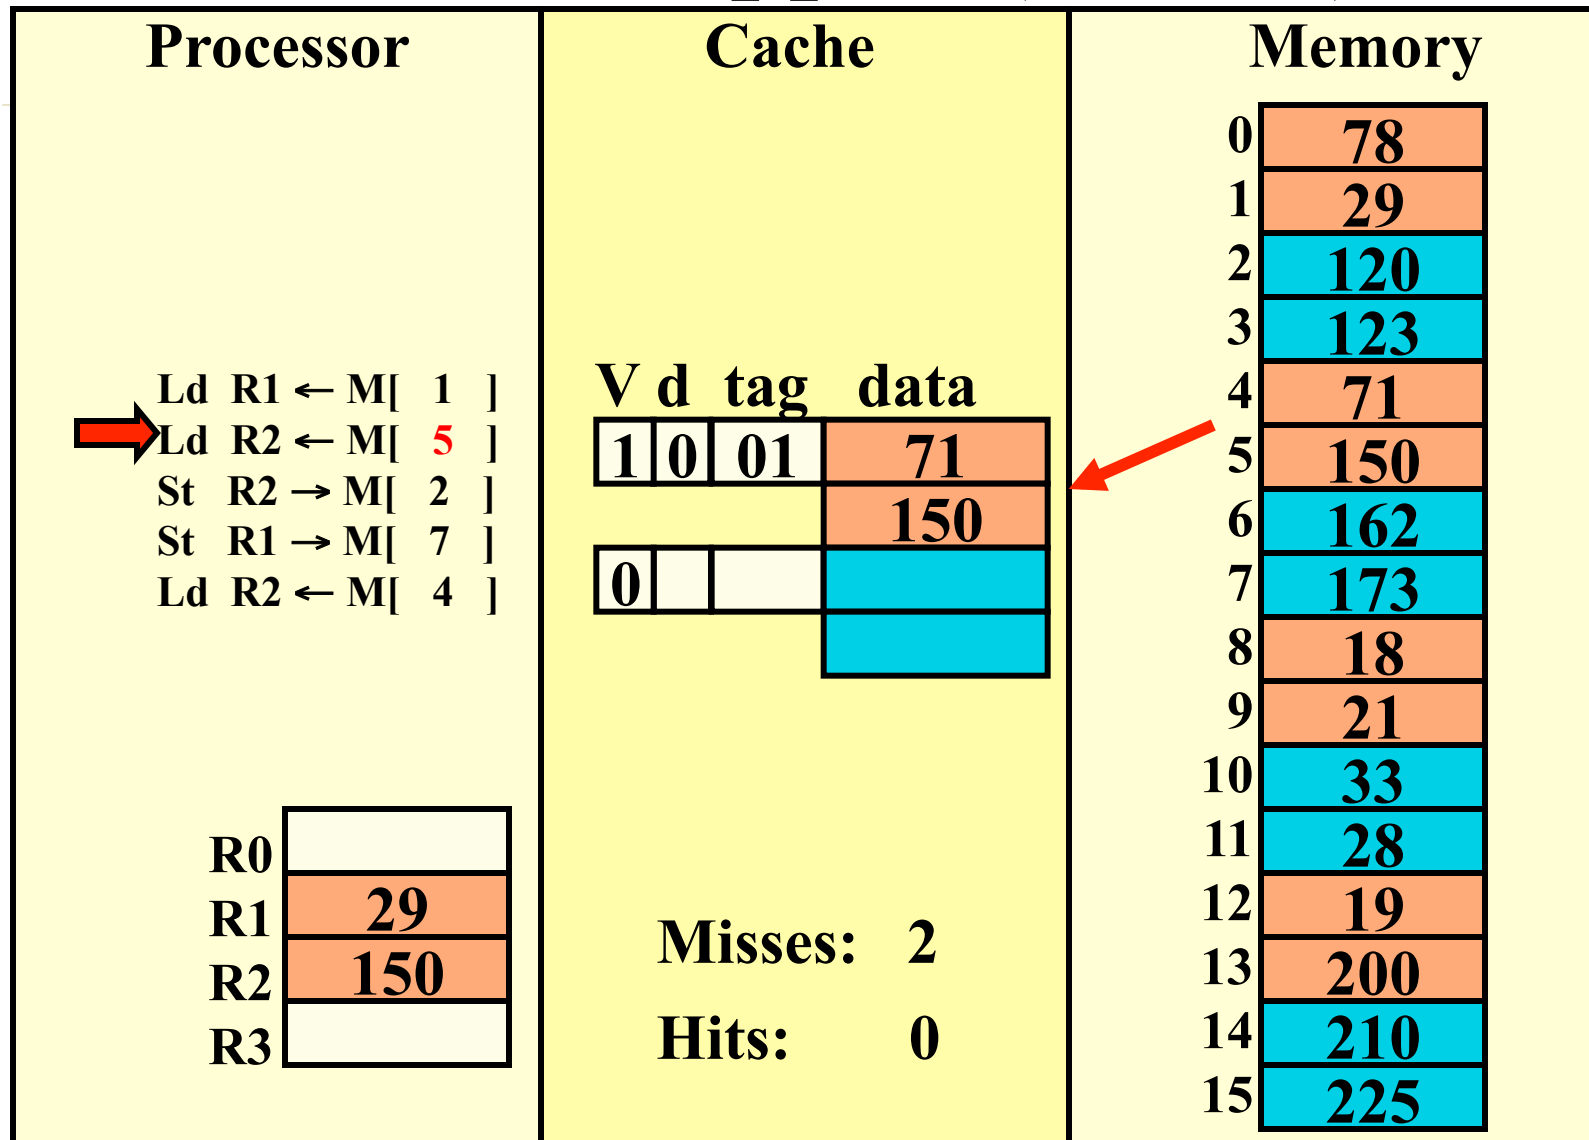 Processor
Cache
Memory
Ld R1 ← M[ 1 ]
Ld R2 ← M[ 5 ]
St R2 → M[ 2 ]
St R1 → M[ 7 ]
Ld R2 ← M[ 4 ]
R0
R1 29
R2 150
R3
V d tag data
1 0 01 71
150
0
Misses: 2
Hits: 0
0 78
1 29
2 120
3 123
4 71
5 150
6 162
7 173
8 18
9 21
10 33
11 28
12 19
13 200
14 210
15 225